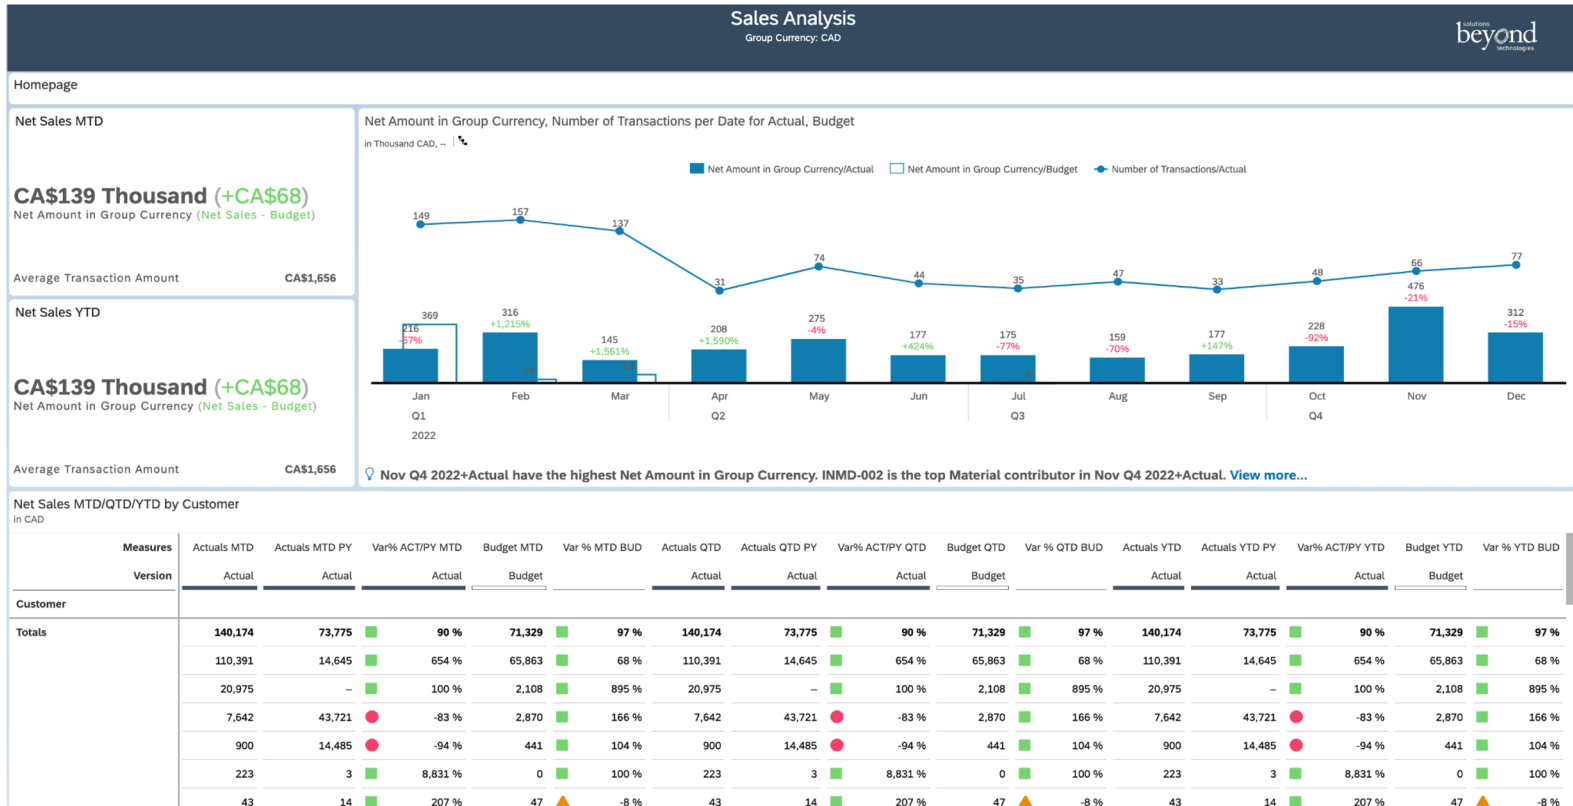 Sales Analysis
Group Currency: CAD
solutions
beyond
technologies
Homepage
Net Sales MTD
CA$139 Thousand (+CA$68)
Net Amount in Group Currency (Net Sales - Budget)
Average Transaction Amount CA$1,656
Net Sales YTD
CA$139 Thousand (+CA$68)
Net Amount in Group Currency (Net Sales - Budget)
Average Transaction Amount CA$1,656
Net Amount in Group Currency, Number of Transactions per Date for Actual, Budget
in Thousand CAD, --
Net Amount in Group Currency/Actual Net Amount in Group Currency/Budget Number of Transactions/Actual
149 157 137 31 74 44 35 47 33 48 66 77
369
216 316 145 208 275 177 175 159 177 228 476 312
-57% +1,215% +1,561% +1,590% -4% +424% -77% -70% +147% -92% -21% -15%
Jan Feb Mar Apr May Jun Jul Aug Sep Oct Nov Dec
Q1 Q2 Q3 Q4
2022
Nov Q4 2022+Actual have the highest Net Amount in Group Currency. INMD-002 is the top Material contributor in Nov Q4 2022+Actual. View more...
Net Sales MTD/QTD/YTD by Customer
in CAD
Measures Actuals MTD Actuals MTD PY Var% ACT/PY MTD Budget MTD Var % MTD BUD Actuals QTD Actuals QTD PY Var% ACT/PY QTD Budget QTD Var % QTD BUD Actuals YTD Actuals YTD PY Var% ACT/PY YTD Budget YTD Var % YTD BUD
Version Actual Actual Actual Budget Actual Actual Actual Budget Actual Actual Actual Budget
Customer
Totals 140,174 73,775 90 % 71,329 97 % 140,174 73,775 90 % 71,329 97 % 140,174 73,775 90 % 71,329 97 %
110,391 14,645 654 % 65,863 68 % 110,391 14,645 654 % 65,863 68 % 110,391 14,645 654 % 65,863 68 %
20,975 – 100 % 2,108 895 % 20,975 – 100 % 2,108 895 % 20,975 – 100 % 2,108 895 %
7,642 43,721 -83 % 2,870 166 % 7,642 43,721 -83 % 2,870 166 % 7,642 43,721 -83 % 2,870 166 %
900 14,485 -94 % 441 104 % 900 14,485 -94 % 441 104 % 900 14,485 -94 % 441 104 %
223 3 8,831 % 0 100 % 223 3 8,831 % 0 100 % 223 3 8,831 % 0 100 %
43 14 207 % 47 -8 % 43 14 207 % 47 -8 % 43 14 207 % 47 -8 %